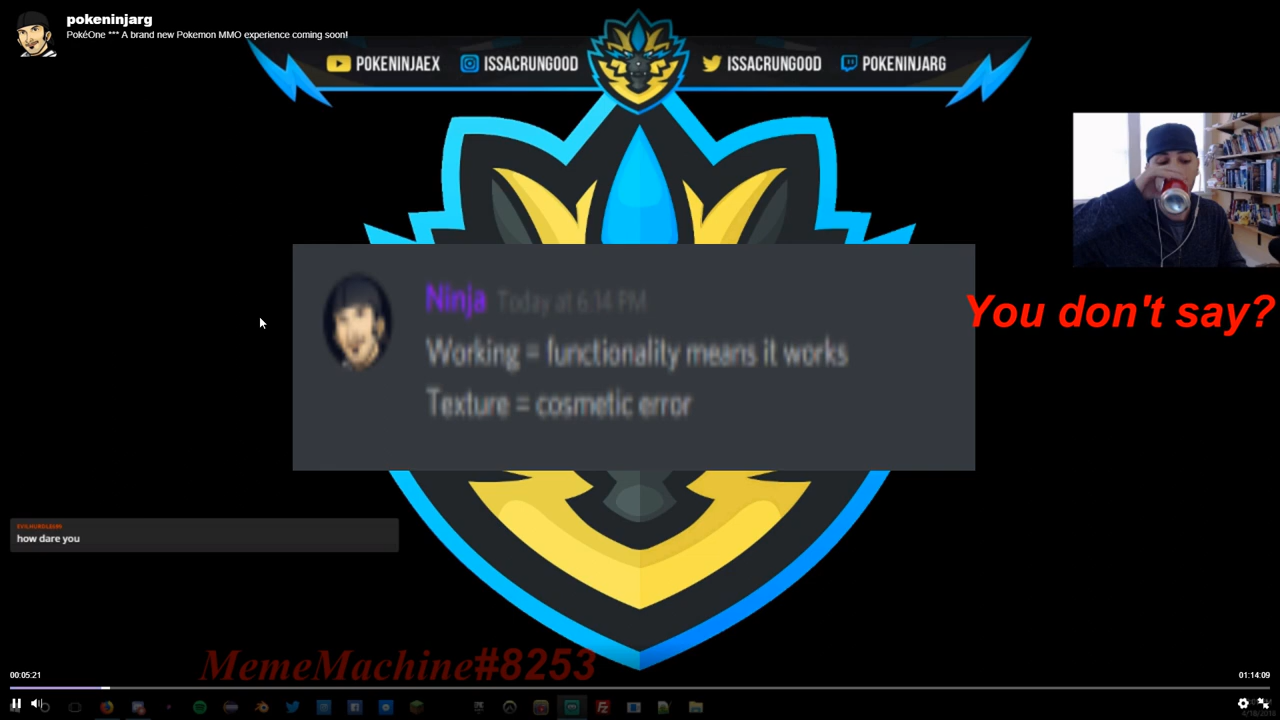 pokeninjarg
PokéOne *** A brand new Pokemon MMO experience coming soon!
POKENINJAEX
ISSACRUNGOOD
ISSACRUNGOOD
POKENINJARG
Ninja Today at 6:14 PM
Working = functionality means it works
Texture = cosmetic error
You don't say?
how dare you
MemeMachine#8253
00:05:21
01:14:09